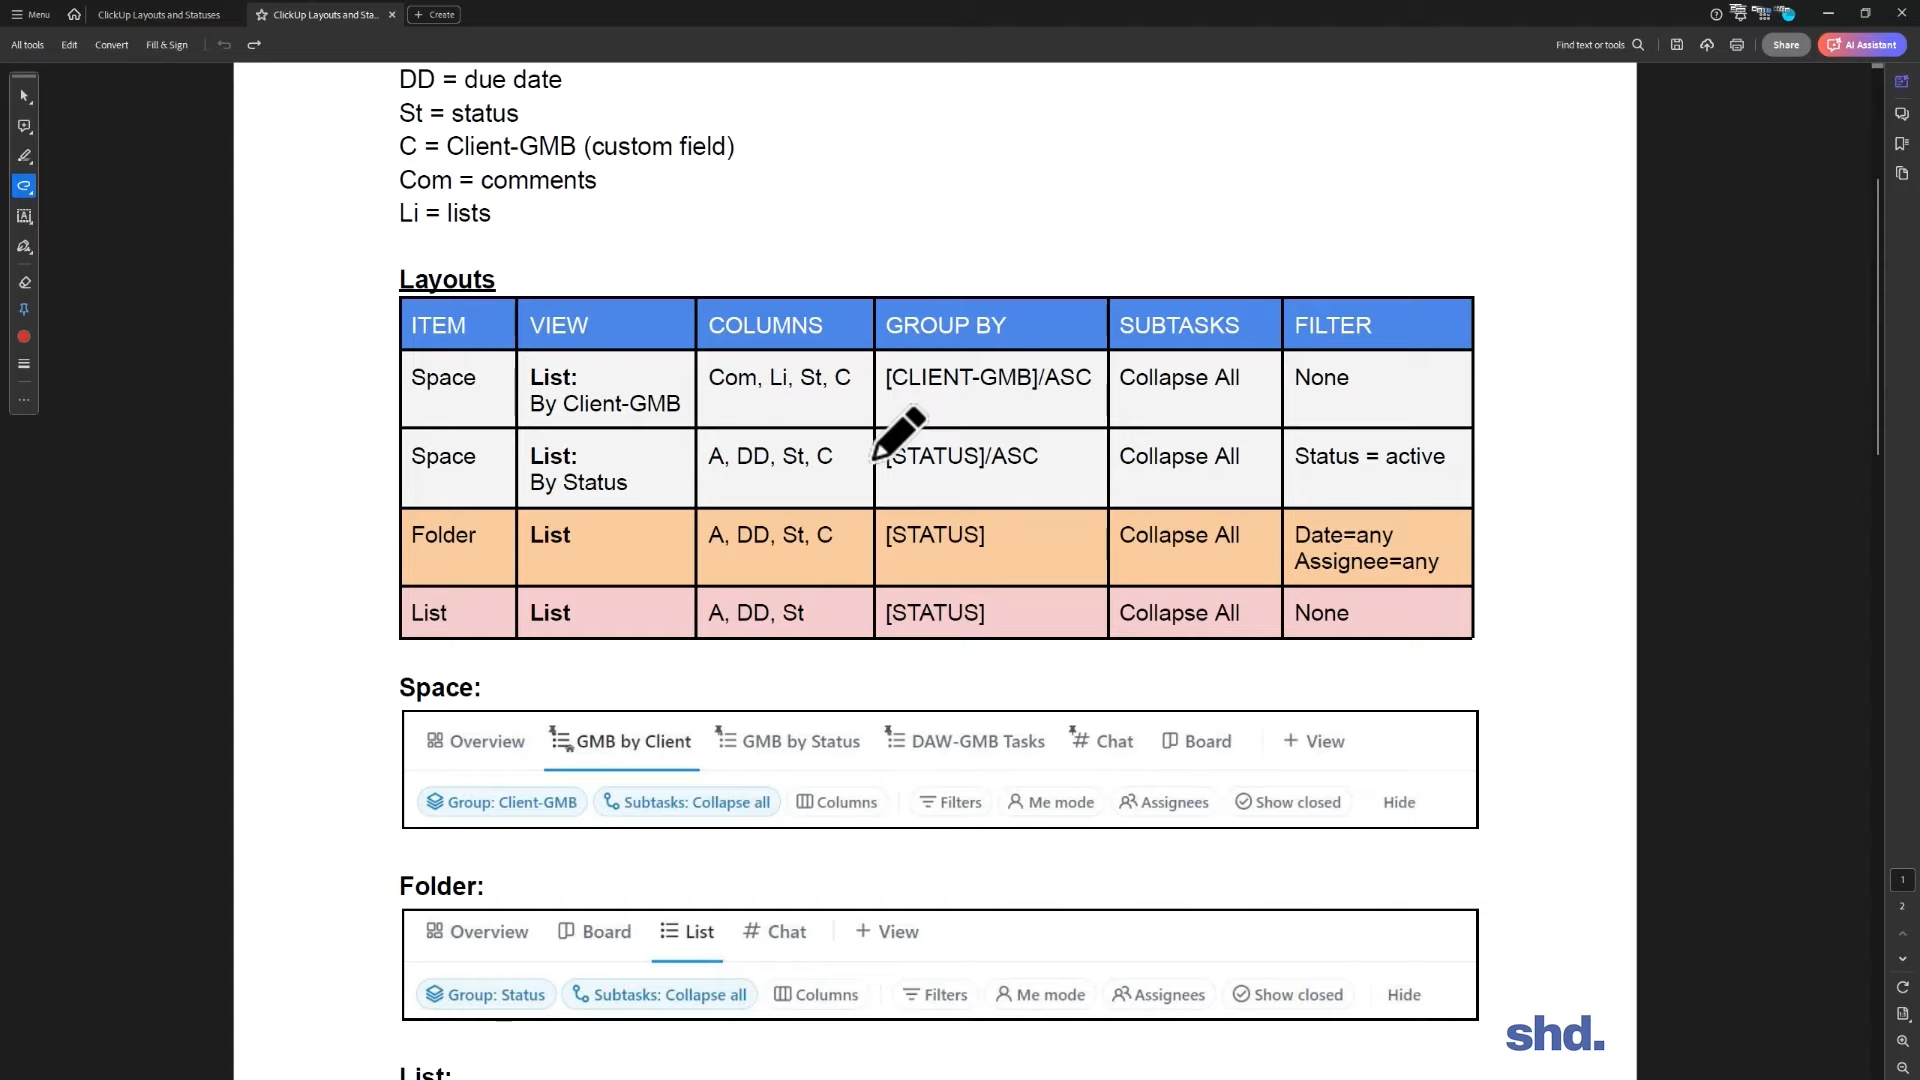 Menu
ClickUp Layouts and Statuses
ClickUp Layouts and Sta...
Create
All tools
Edit
Convert
Fill & Sign
Find text or tools
Share
AI Assistant
DD = due date
St = status
C = Client-GMB (custom field)
Com = comments
Li = lists
Layouts
ITEM VIEW COLUMNS GROUP BY SUBTASKS FILTER
Space List: Com, Li, St, C [CLIENT-GMB]/ASC Collapse All None
By Client-GMB
Space List: A, DD, St, C [STATUS]/ASC Collapse All Status = active
By Status
Folder List A, DD, St, C [STATUS] Collapse All Date=any
Assignee=any
List List A, DD, St [STATUS] Collapse All None
Space:
Overview GMB by Client GMB by Status DAW-GMB Tasks Chat Board + View
Group: Client-GMB Subtasks: Collapse all Columns Filters Me mode Assignees Show closed Hide
Folder:
Overview Board List Chat + View
Group: Status Subtasks: Collapse all Columns Filters Me mode Assignees Show closed Hide
shd.
List:
1
2